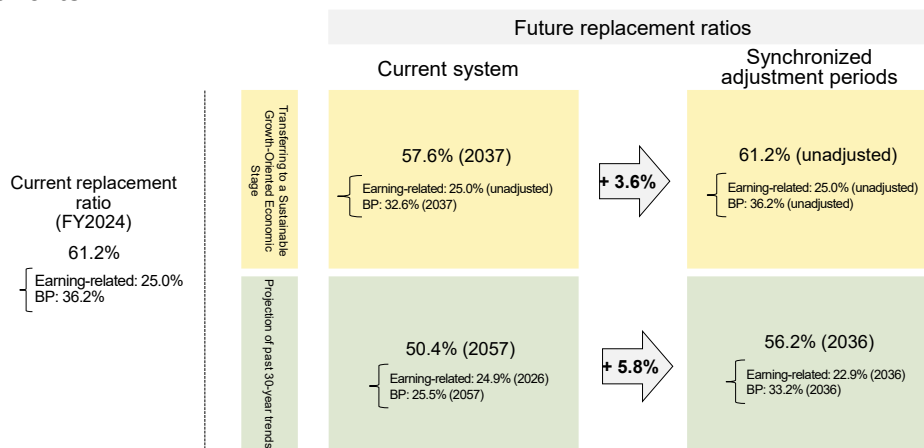 Future replacement ratios
Current system
Synchronized
adjustment periods
Current replacement
ratio
(FY2024)
61.2%
Earning-related: 25.0%
BP: 36.2%
Transferring to a Sustainable
Growth-Oriented Economic
Stage
57.6% (2037)
Earning-related: 25.0% (unadjusted)
BP: 32.6% (2037)
+ 3.6%
61.2% (unadjusted)
Earning-related: 25.0% (unadjusted)
BP: 36.2% (unadjusted)
Projection of past 30-year trends
50.4% (2057)
Earning-related: 24.9% (2026)
BP: 25.5% (2057)
+ 5.8%
56.2% (2036)
Earning-related: 22.9% (2036)
BP: 33.2% (2036)